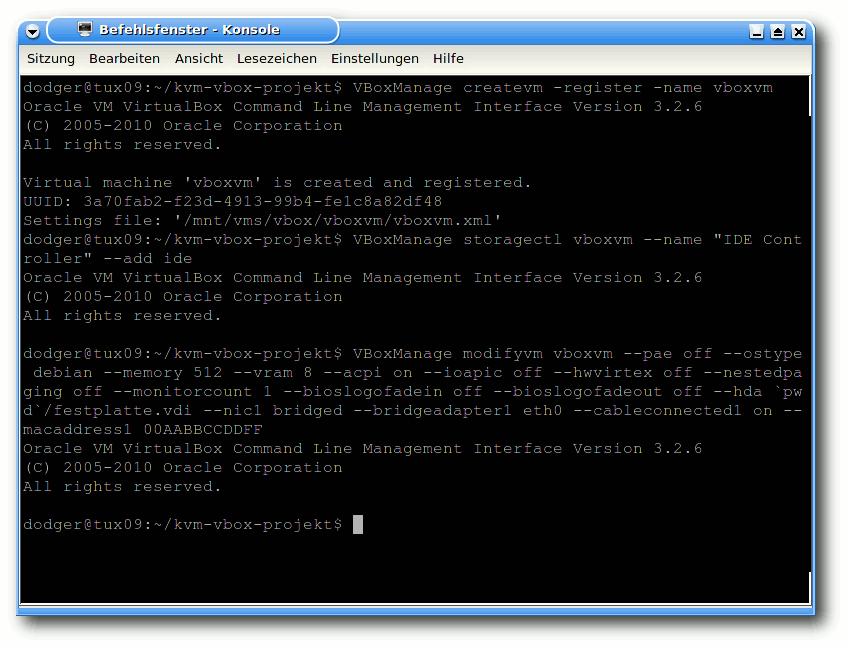 Befehlsfenster - Konsole
Sitzung Bearbeiten Ansicht Lesezeichen Einstellungen Hilfe
dodger@tux09:~/kvm-vbox-projekt$ VBoxManage createvm -register -name vboxvm
Oracle VM VirtualBox Command Line Management Interface Version 3.2.6
(C) 2005-2010 Oracle Corporation
All rights reserved.
Virtual machine 'vboxvm' is created and registered.
UUID: 3a70fab2-f23d-4913-99b4-fe1c8a82df48
Settings file: '/mnt/vms/vbox/vboxvm/vboxvm.xml'
dodger@tux09:~/kvm-vbox-projekt$ VBoxManage storagectl vboxvm --name "IDE Cont
roller" --add ide
Oracle VM VirtualBox Command Line Management Interface Version 3.2.6
(C) 2005-2010 Oracle Corporation
All rights reserved.
dodger@tux09:~/kvm-vbox-projekt$ VBoxManage modifyvm vboxvm --pae off --ostype
 debian --memory 512 --vram 8 --acpi on --ioapic off --hwvirtex off --nestedpa
ging off --monitorcount 1 --bioslogofadein off --bioslogofadeout off --hda `pw
d`/festplatte.vdi --nic1 bridged --bridgeadapter1 eth0 --cableconnected1 on --
macaddress1 00AABBCCDDFF
Oracle VM VirtualBox Command Line Management Interface Version 3.2.6
(C) 2005-2010 Oracle Corporation
All rights reserved.
dodger@tux09:~/kvm-vbox-projekt$